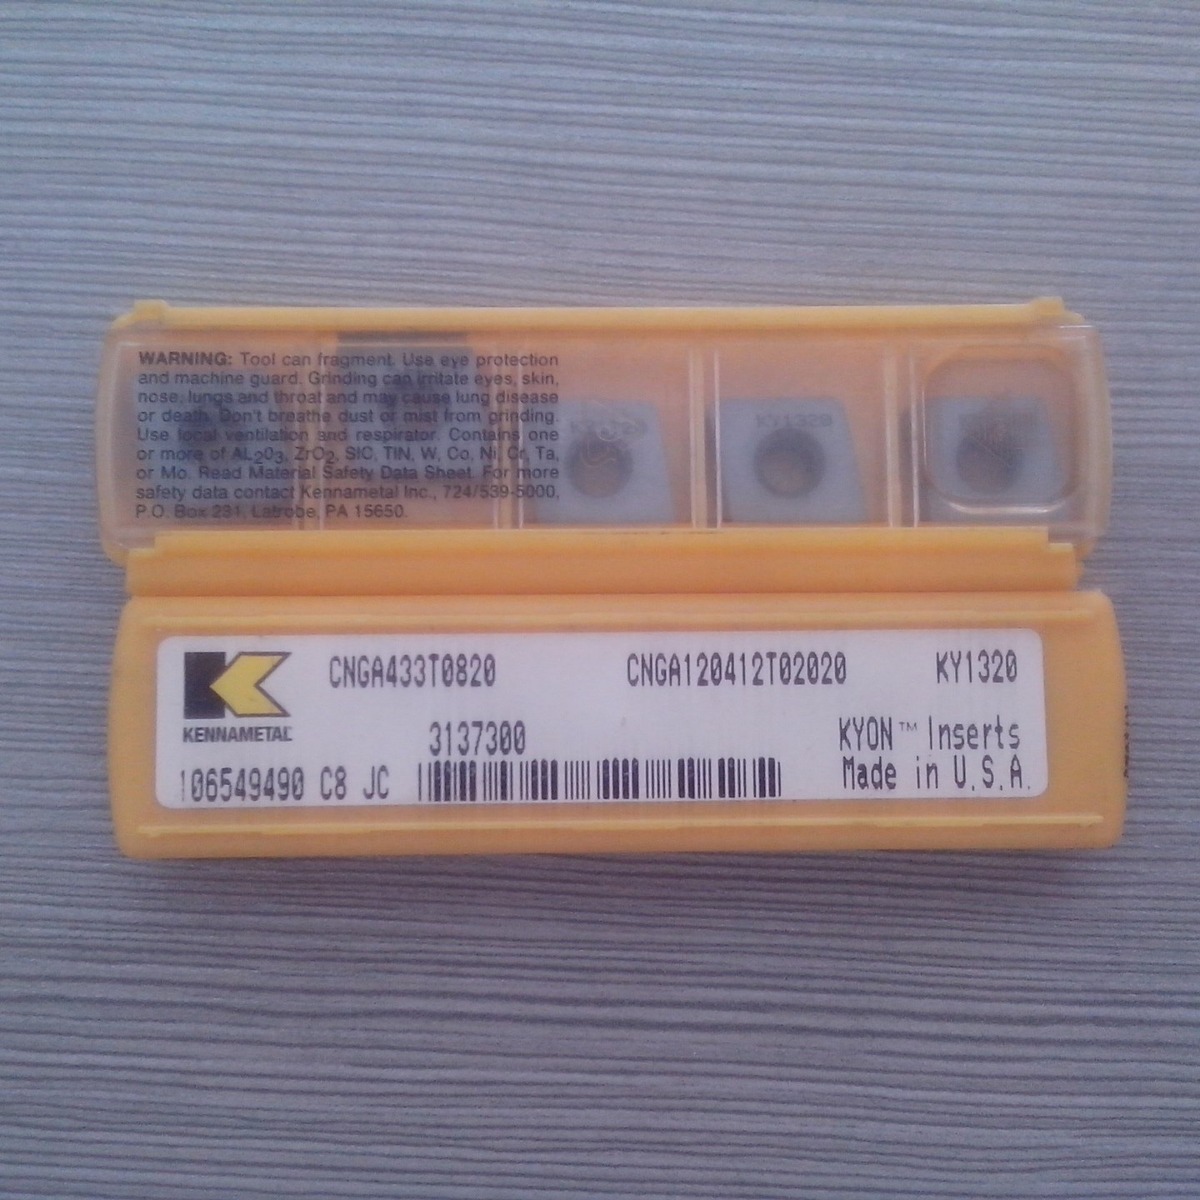 WARNING: Tool can fragment. Use eye protection
and machine guard. Grinding can irritate eyes, skin,
nose, lungs and throat and may cause lung disease
or death. Don't breathe dust or mist from grinding.
Use local ventilation and respirator. Contains one
or more of AL2O3, ZrO2, SIC, TIN, W, Co, Ni, Cr, Ta,
or Mo. Read Material Safety Data Sheet. For more
safety data contact Kennametal Inc., 724/539-5000,
P.O. Box 231, Latrobe, PA 15650.
KY1320
CNGA433T0820 CNGA120412T02020 KY1320
KENNAMETAL 3137300 KYON™ Inserts
106549490 C8 JC Made in U.S.A.